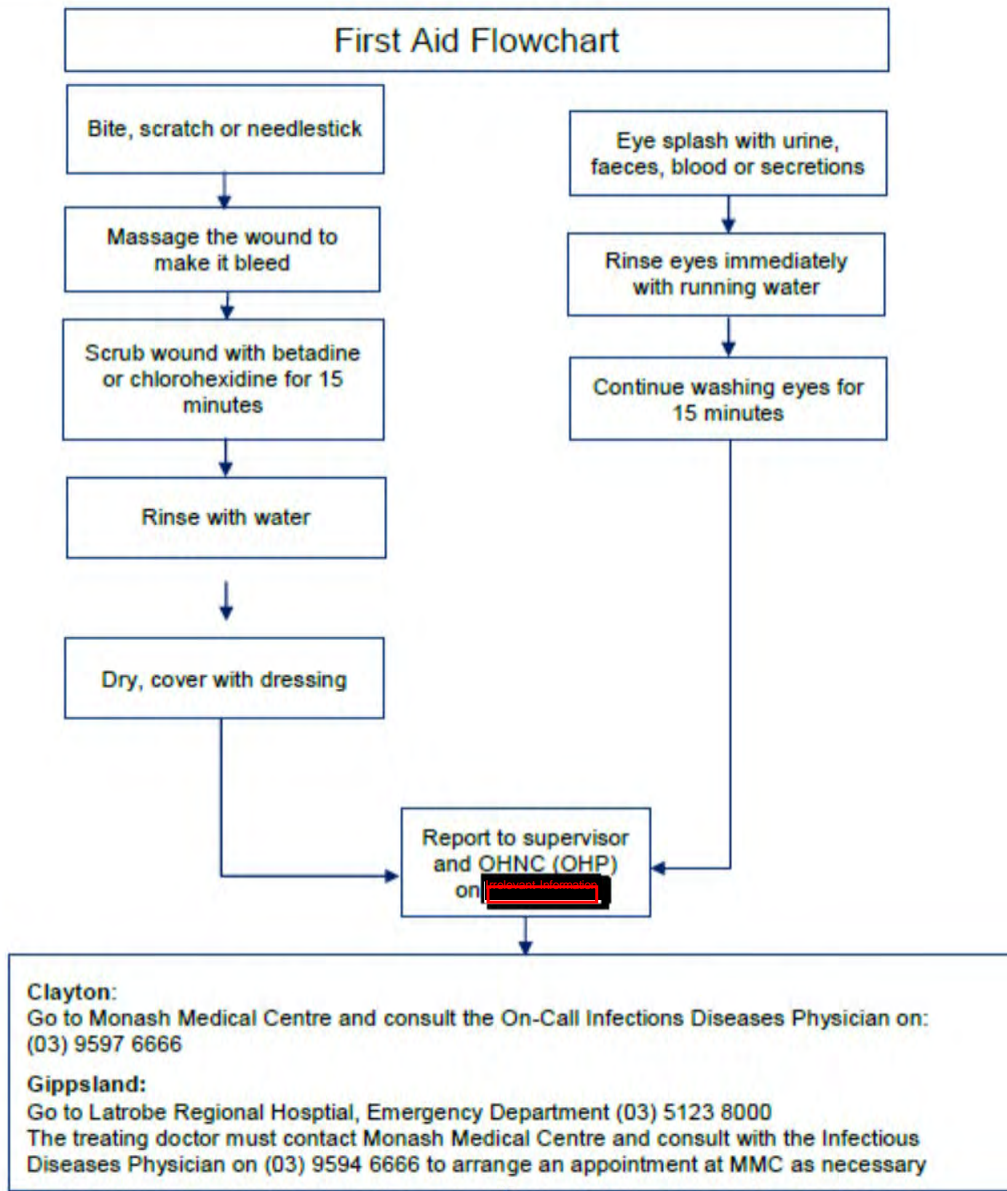 First Aid Flowchart
Bite, scratch or needlestick
Massage the wound to
make it bleed
Scrub wound with betadine
or chlorohexidine for 15
minutes
Rinse with water
Dry, cover with dressing
Eye splash with urine,
faeces, blood or secretions
Rinse eyes immediately
with running water
Continue washing eyes for
15 minutes
Report to supervisor
and OHNC (OHP)
on
Irrelevant Information
Clayton:
Go to Monash Medical Centre and consult the On-Call Infections Diseases Physician on:
(03) 9597 6666
Gippsland:
Go to Latrobe Regional Hosptial, Emergency Department (03) 5123 8000
The treating doctor must contact Monash Medical Centre and consult with the Infectious
Diseases Physician on (03) 9594 6666 to arrange an appointment at MMC as necessary